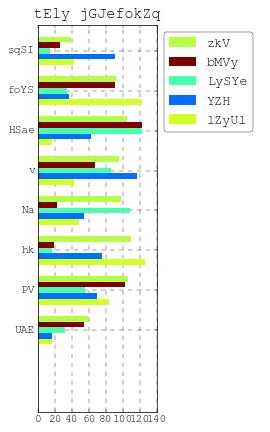 tEly jGJefokZq
sqSI
foYS
HSae
v
Na
hk
PV
UAE
0 20 40 60 80 100 120 140
zkV
bMVy
LySYe
YZH
lZyUl